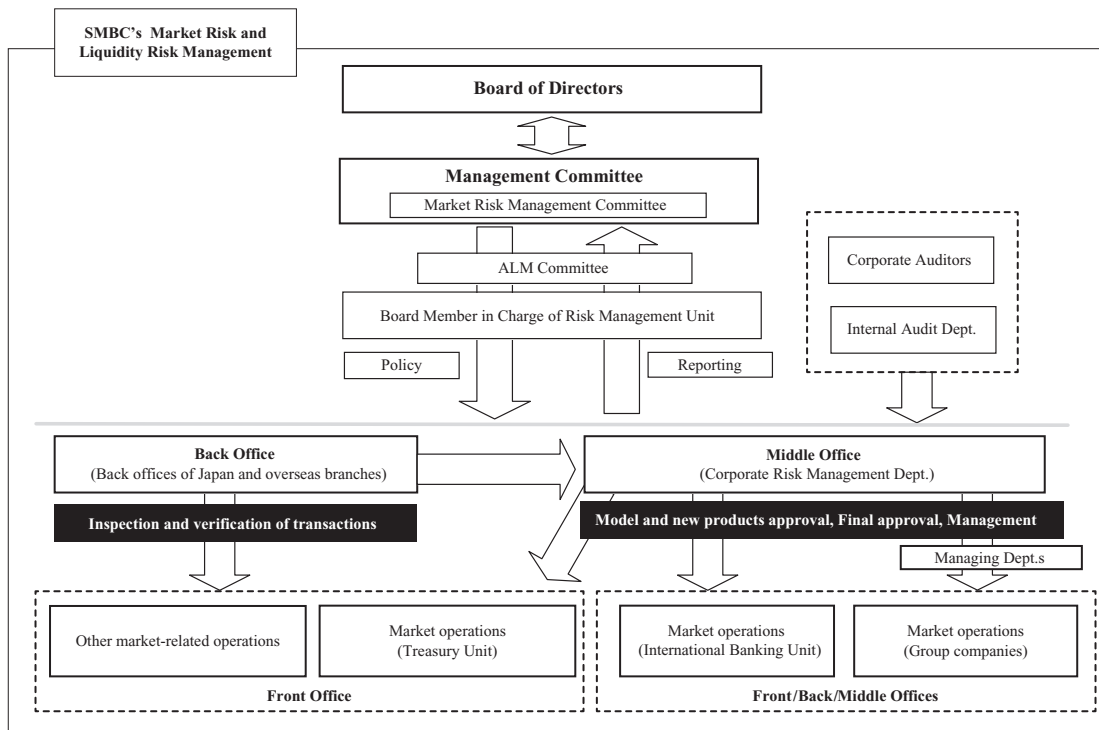 SMBC's Market Risk and
Liquidity Risk Management
Board of Directors
Management Committee
Market Risk Management Committee
ALM Committee
Board Member in Charge of Risk Management Unit
Policy
Reporting
Corporate Auditors
Internal Audit Dept.
Back Office
(Back offices of Japan and overseas branches)
Middle Office
(Corporate Risk Management Dept.)
Inspection and verification of transactions
Model and new products approval, Final approval, Management
Managing Dept.s
Other market-related operations
Market operations
(Treasury Unit)
Front Office
Market operations
(International Banking Unit)
Market operations
(Group companies)
Front/Back/Middle Offices